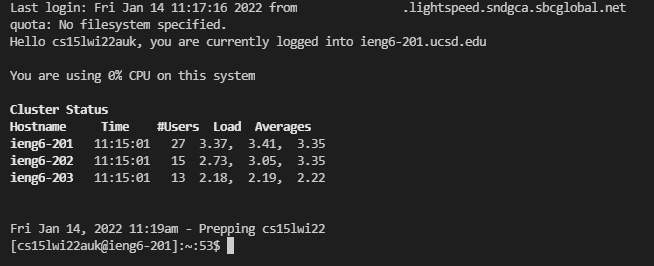 Last login: Fri Jan 14 11:17:16 2022 from .lightspeed.sndgca.sbcglobal.net
quota: No filesystem specified.
Hello cs15lwi22auk, you are currently logged into ieng6-201.ucsd.edu
You are using 0% CPU on this system
Cluster Status
Hostname Time #Users Load Averages
ieng6-201 11:15:01 27 3.37, 3.41, 3.35
ieng6-202 11:15:01 15 2.73, 3.05, 3.35
ieng6-203 11:15:01 13 2.18, 2.19, 2.22
Fri Jan 14, 2022 11:19am - Prepping cs15lwi22
[cs15lwi22auk@ieng6-201]:~:53$